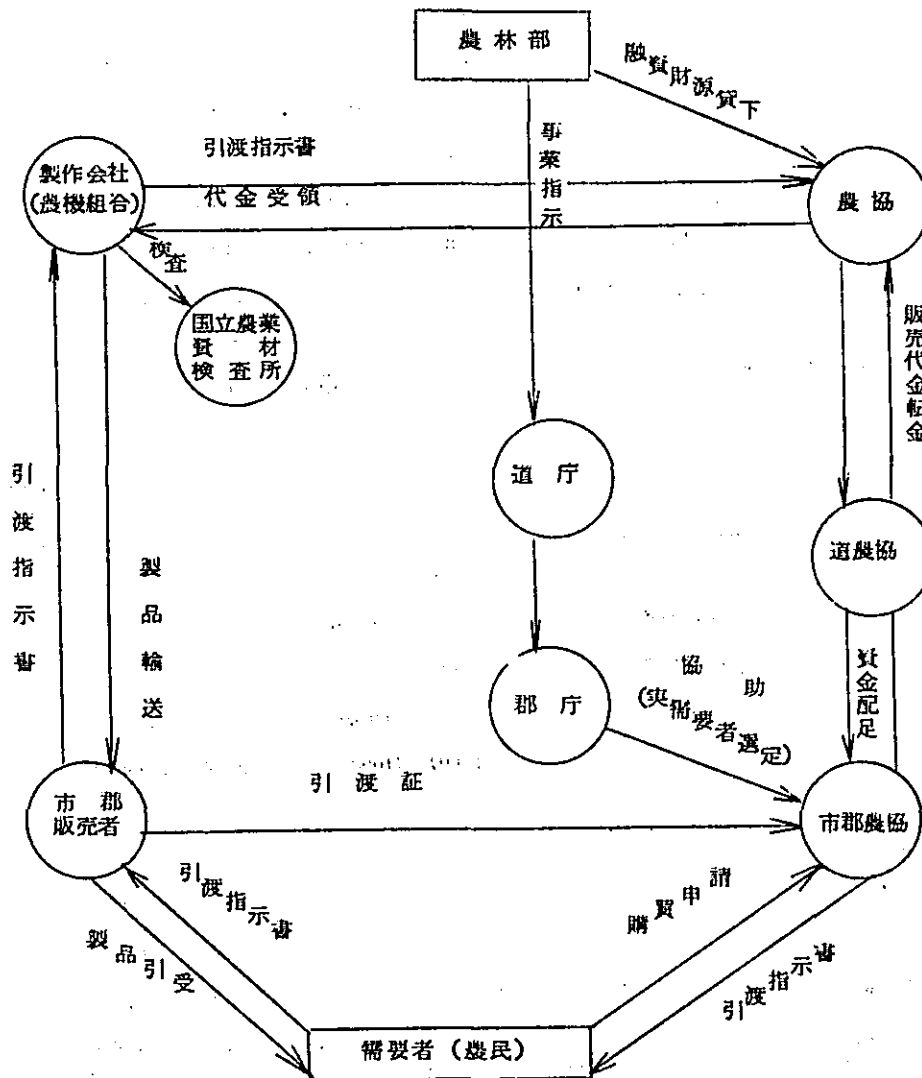 農林部
融資財源貸下
事業指示
引渡指示書
代金受領
製作会社
(農機組合)
農協
検査
国立農薬
資材
検査所
販売代金転金
道庁
道農協
引渡指示書
製品輸送
協助
(実需要者選定)
資金配定
郡庁
引渡証
市郡
販売者
市郡農協
引渡指示書
製品引受
購買申請
引渡指示書
需要者（農民）